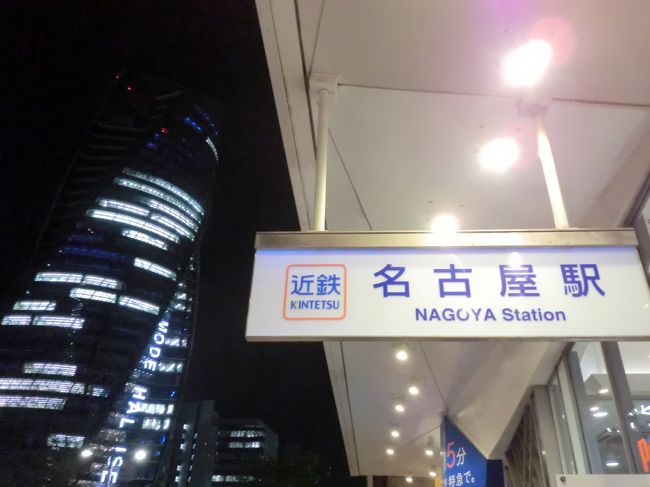 近鉄
KINTETSU
名古屋駅
NAGOYA Station
MODE
HAL
5分
特急で。